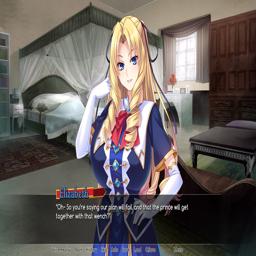 elizabeth
"Oh- So you're saying our plan will fail, and that the prince will get
together with that wench?"